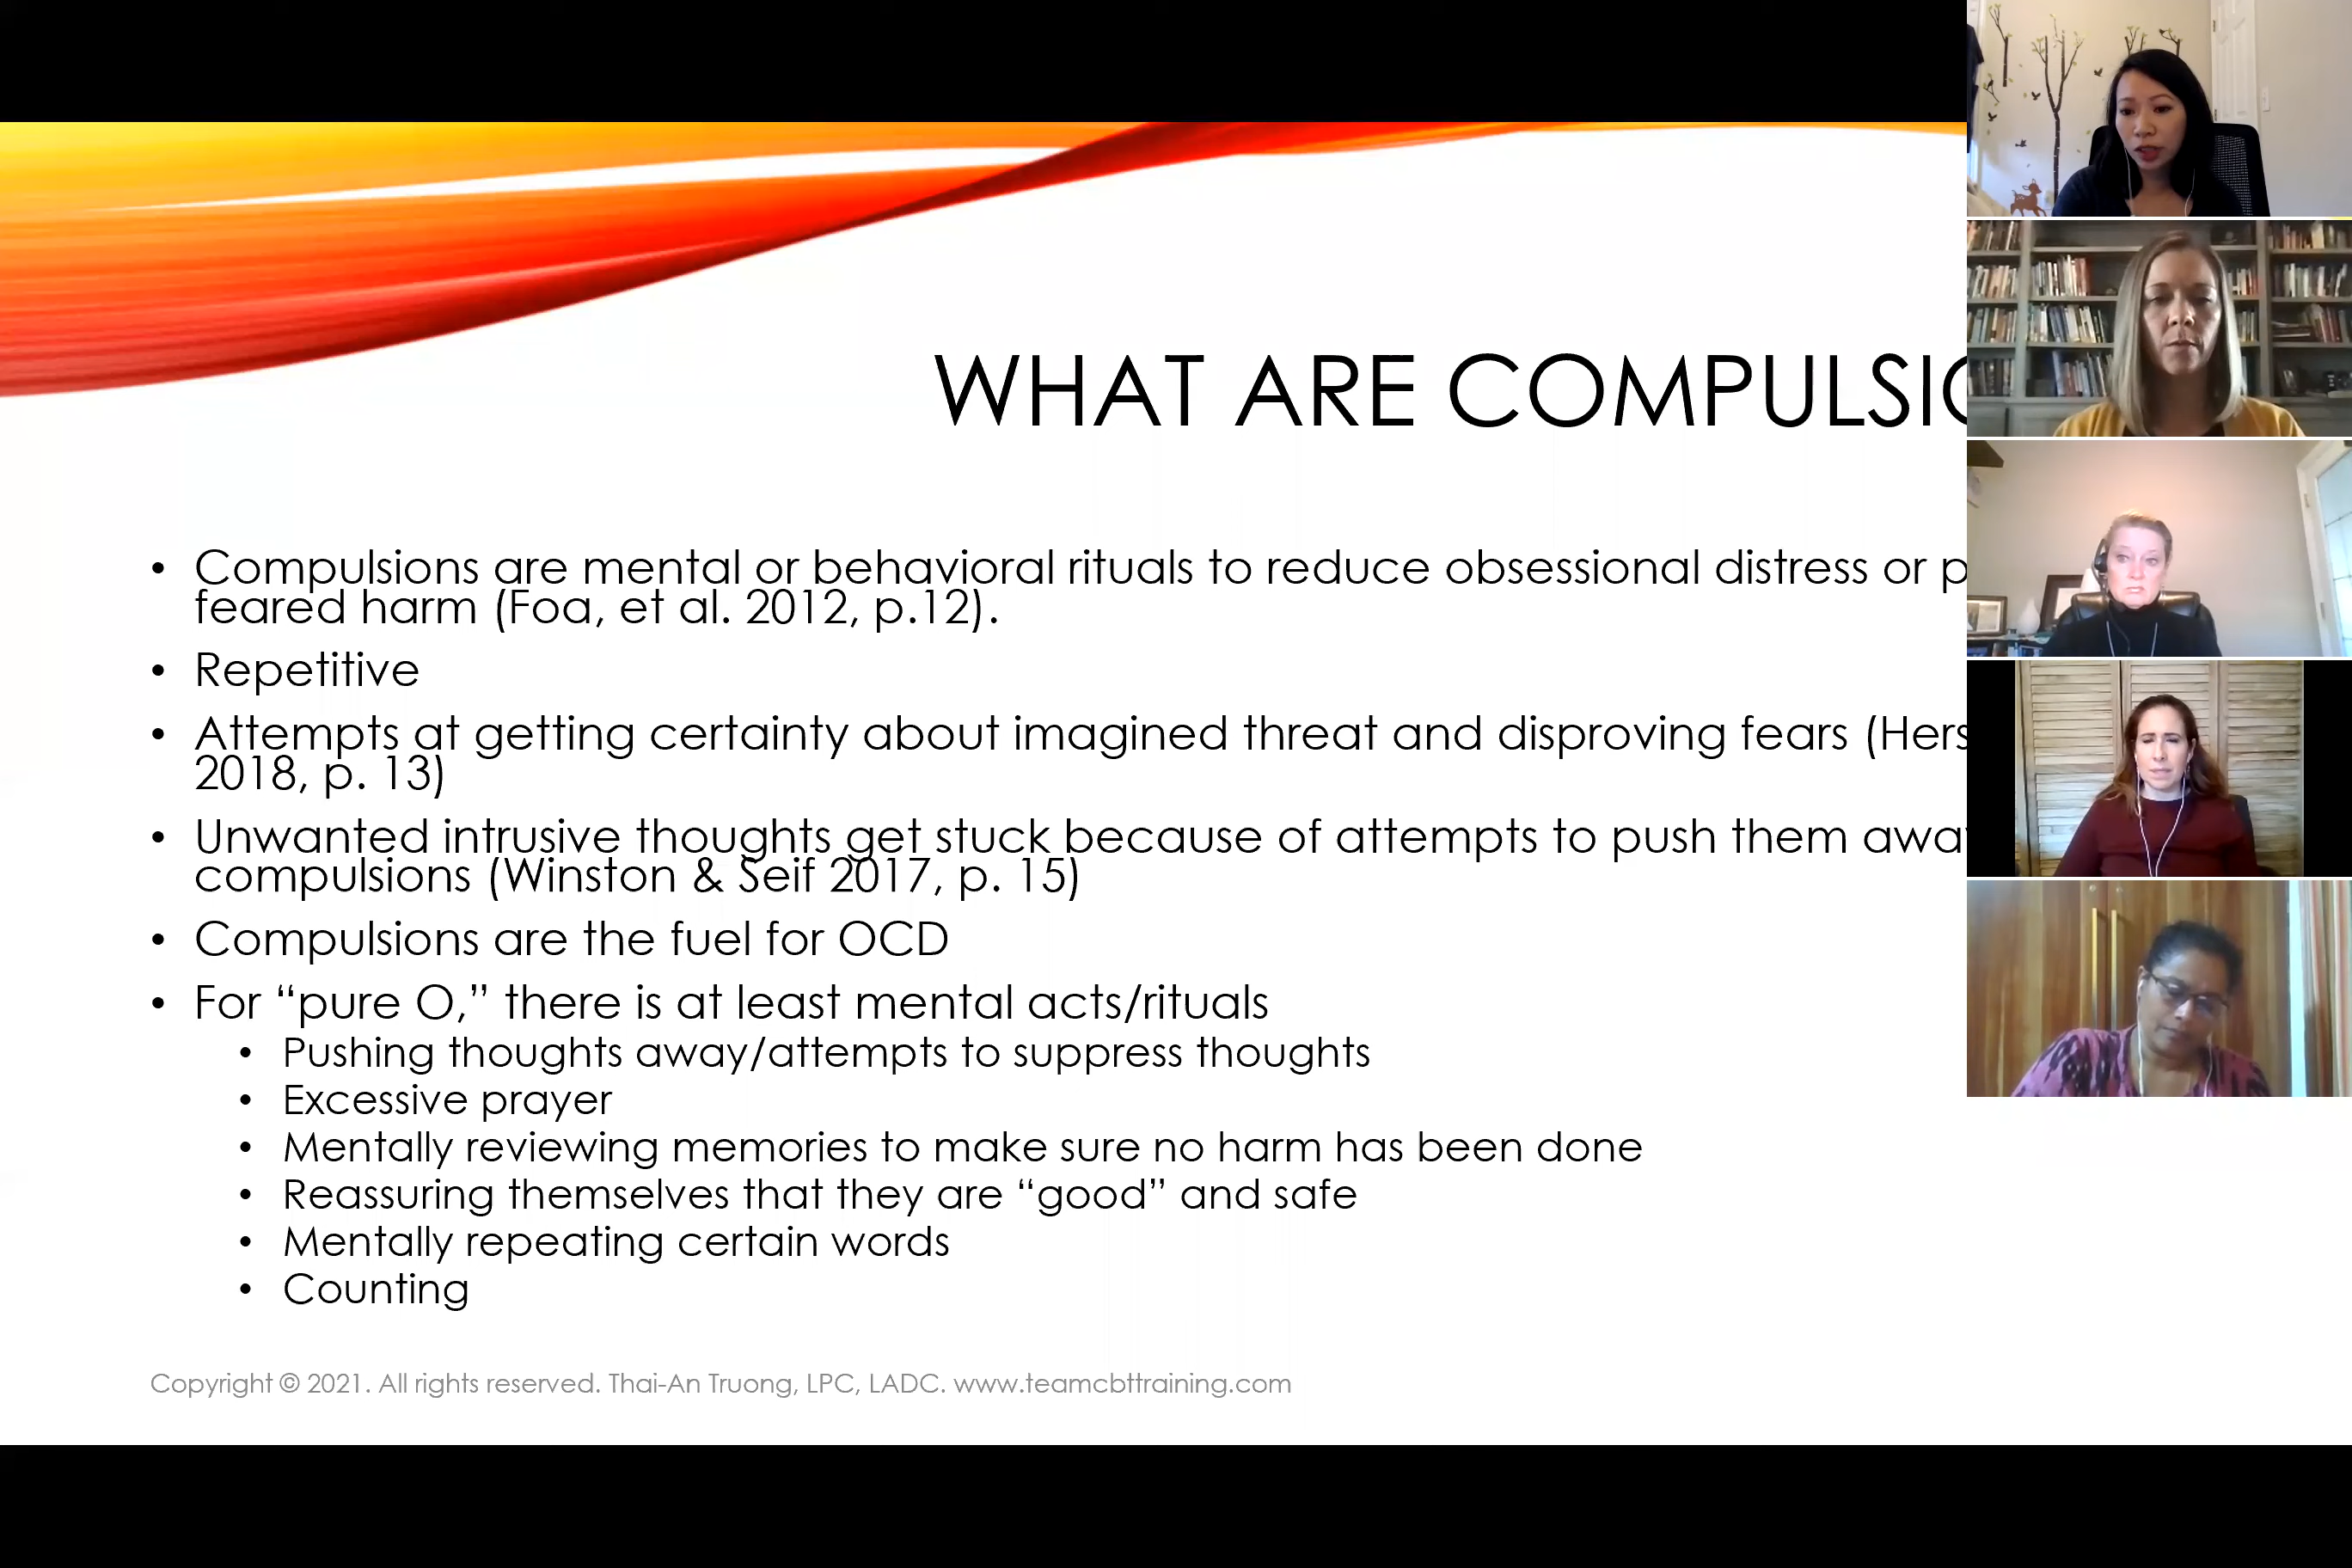 WHAT ARE
• Compulsions are mental or behavioral rituals to reduce obsessional distress or
feared harm (Foa, et al. 2012, p.12).
• Repetitive
• Attempts at getting certainty about imagined threat and disproving fears
2018, p. 13)
• Unwanted intrusive thoughts get stuck because of attempts to push them
compulsions (Winston & Seif 2017, p. 15)
• Compulsions are the fuel for OCD
• For “pure O,” there is at least mental acts/rituals
• Pushing thoughts away/attempts to suppress thoughts
• Excessive prayer
• Mentally reviewing memories to make sure no harm has been done
• Reassuring themselves that they are “good” and safe
• Mentally repeating certain words
• Counting
Copyright © 2021. All rights reserved. Thai-An Truong, LPC, LADC. www.teamcbttraining.com